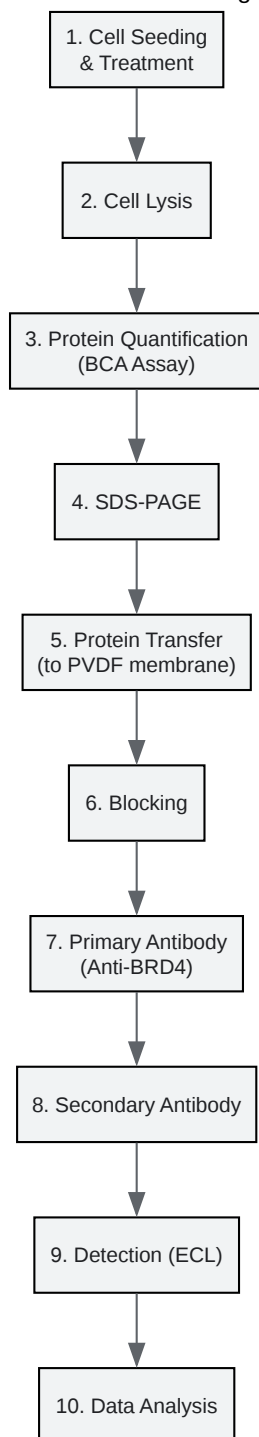 1. Cell Seeding
& Treatment
2. Cell Lysis
3. Protein Quantification
(BCA Assay)
4. SDS-PAGE
5. Protein Transfer
(to PVDF membrane)
6. Blocking
7. Primary Antibody
(Anti-BRD4)
8. Secondary Antibody
9. Detection (ECL)
10. Data Analysis